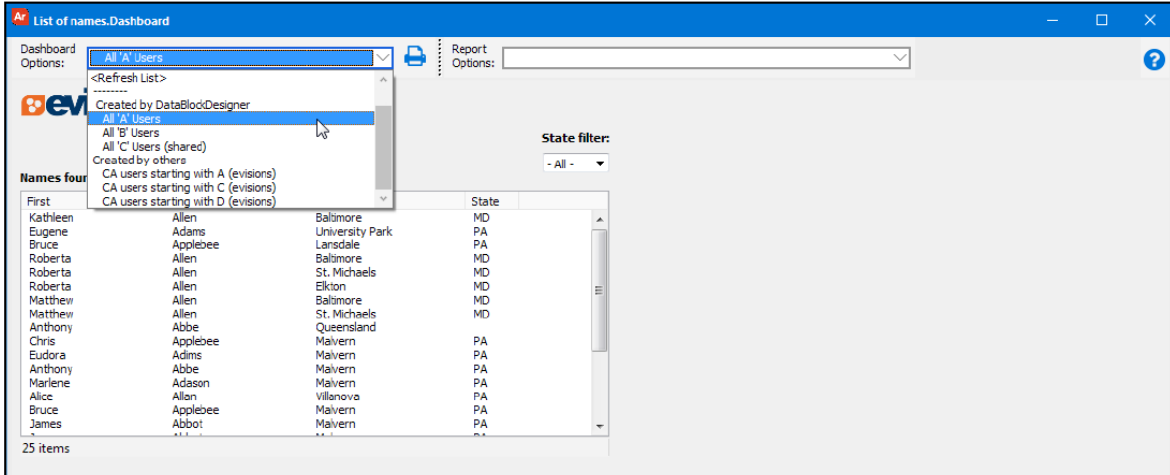 Ar List of names.Dashboard
Dashboard Options: All 'A' Users
Report Options:
<Refresh List>
--------
Created by DataBlockDesigner
All 'A' Users
All 'B' Users
All 'C' Users (shared)
Created by others
CA users starting with A (evisions)
CA users starting with C (evisions)
CA users starting with D (evisions)
evi
State filter:
- All -
Names four
First State
Kathleen Allen Baltimore MD
Eugene Adams University Park PA
Bruce Applebee Lansdale PA
Roberta Allen Baltimore MD
Roberta Allen St. Michaels MD
Roberta Allen Elkton MD
Matthew Allen Baltimore MD
Matthew Allen St. Michaels MD
Anthony Abbe Queensland
Chris Applebee Malvern PA
Eudora Adims Malvern PA
Anthony Abbe Malvern PA
Marlene Adason Malvern PA
Alice Allan Villanova PA
Bruce Applebee Malvern PA
James Abbot Malvern PA
25 items